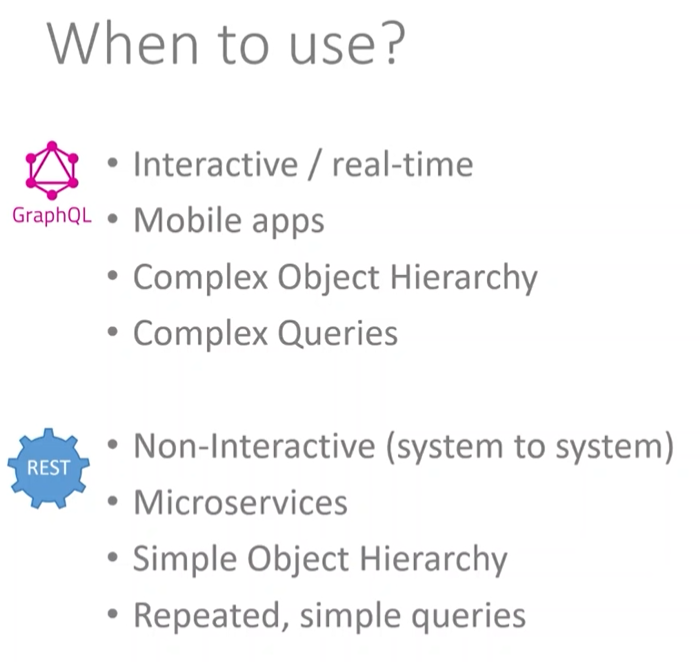 When to use?
GraphQL
• Interactive / real-time
• Mobile apps
• Complex Object Hierarchy
• Complex Queries
REST
• Non-Interactive (system to system)
• Microservices
• Simple Object Hierarchy
• Repeated, simple queries